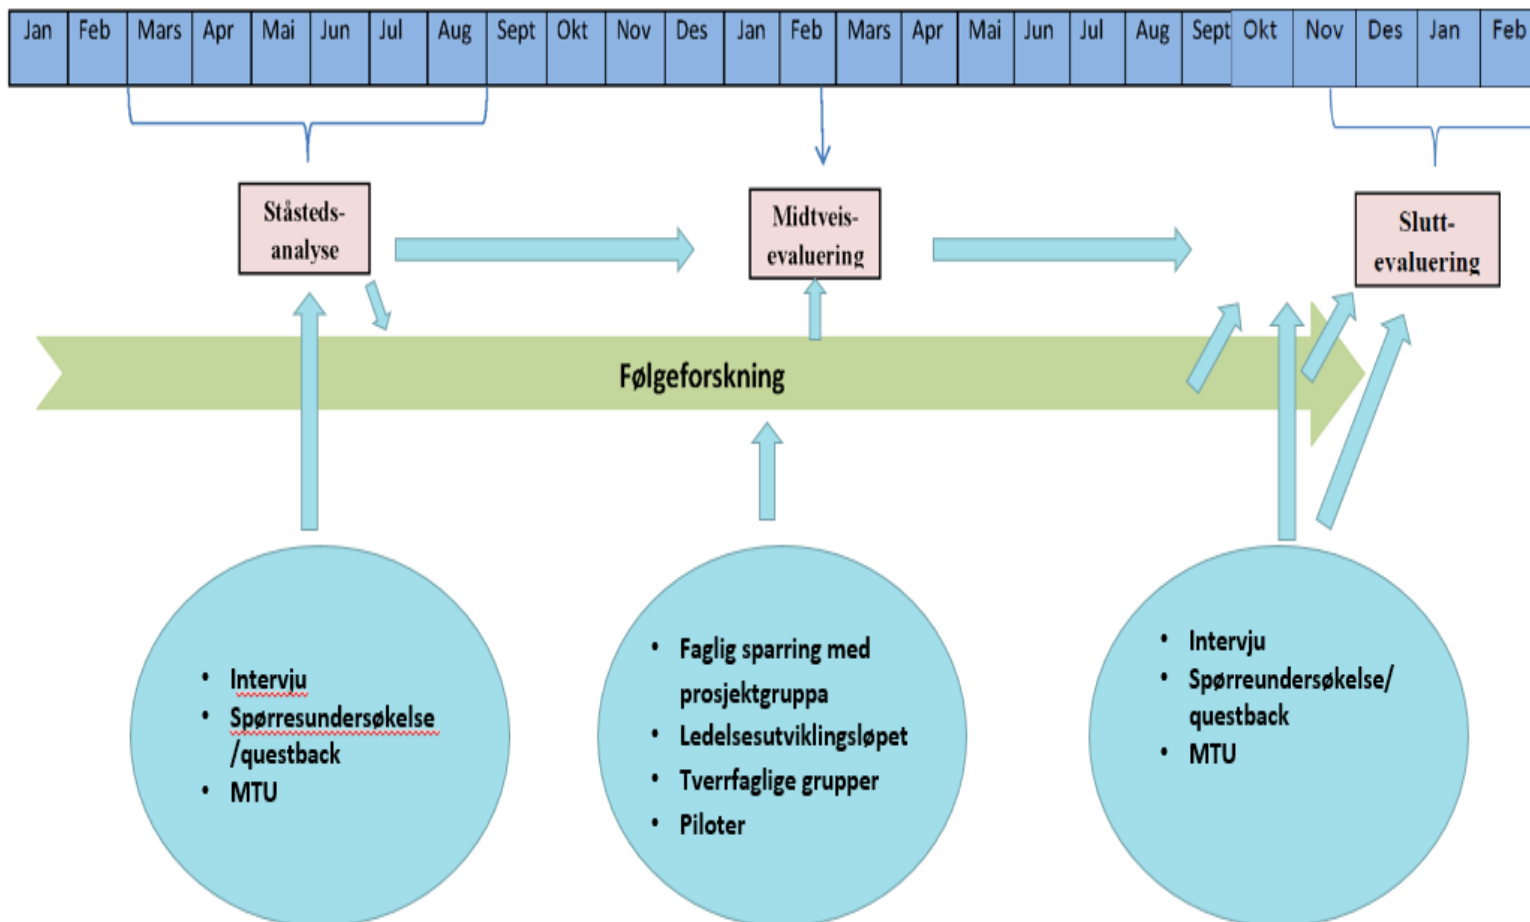 Jan Feb Mars Apr Mai Jun Jul Aug Sept Okt Nov Des Jan Feb Mars Apr Mai Jun Jul Aug Sept Okt Nov Des Jan Feb
Ståsteds-
analyse
Midtveis-
evaluering
Slutt-
evaluering
Følgeforskning
• Intervju
• Spørresundersøkelse
/questback
• MTU
• Faglig sparring med
prosjektgruppa
• Ledelsesutviklingsløpet
• Tverrfaglige grupper
• Piloter
• Intervju
• Spørreundersøkelse/
questback
• MTU